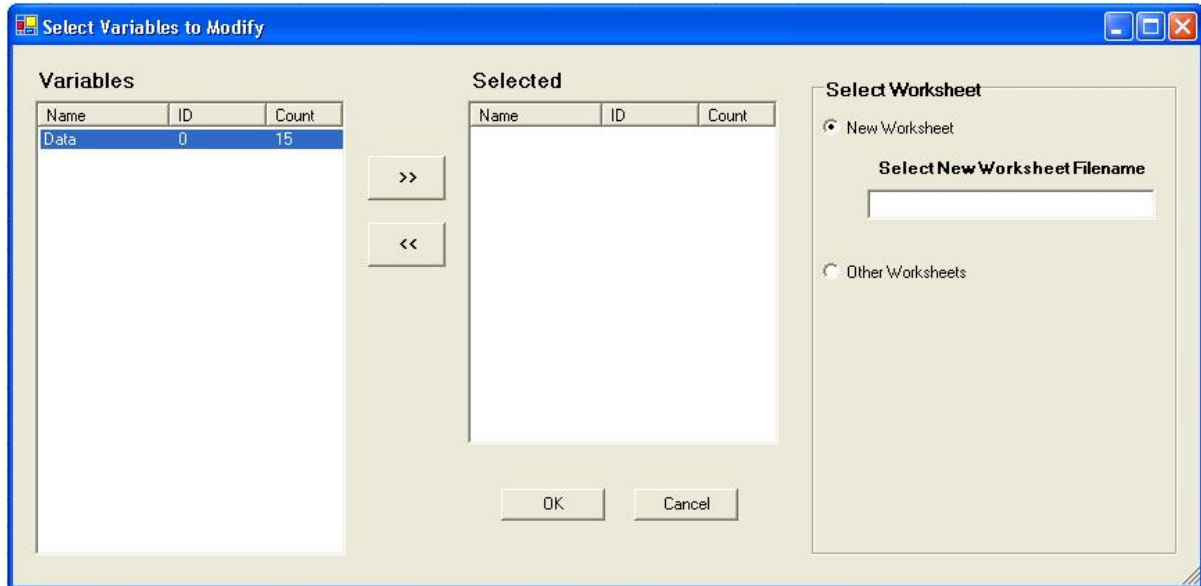 Select Variables to Modify
Variables
Name ID Count
Data 0 15
>>
<<
Selected
Name ID Count
OK Cancel
Select Worksheet
New Worksheet
Select New Worksheet Filename
Other Worksheets